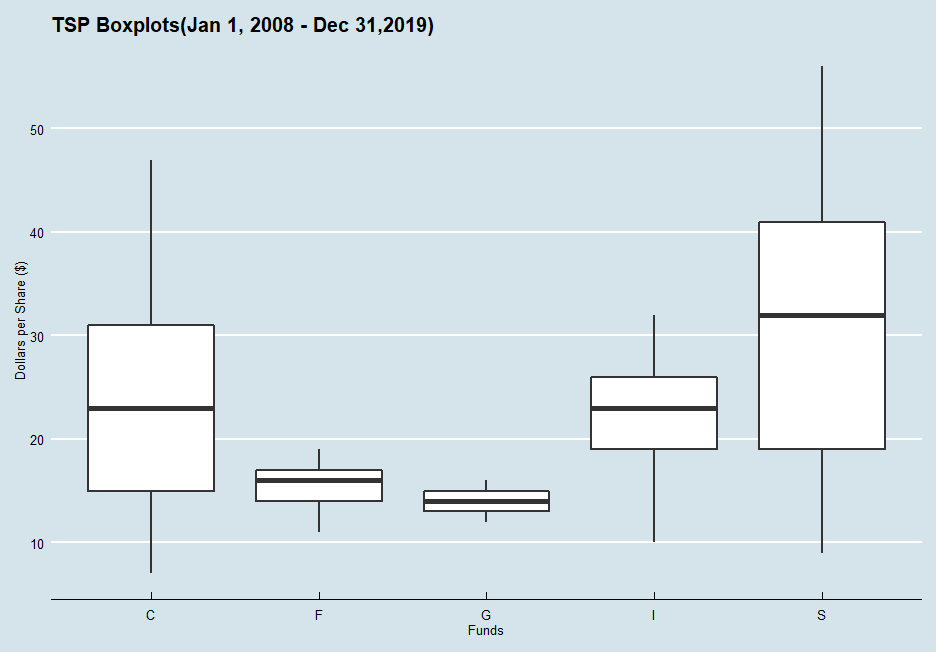 TSP Boxplots(Jan 1, 2008 - Dec 31,2019)
Dollars per Share ($)
50
40
30
20
10
C F G I S
Funds